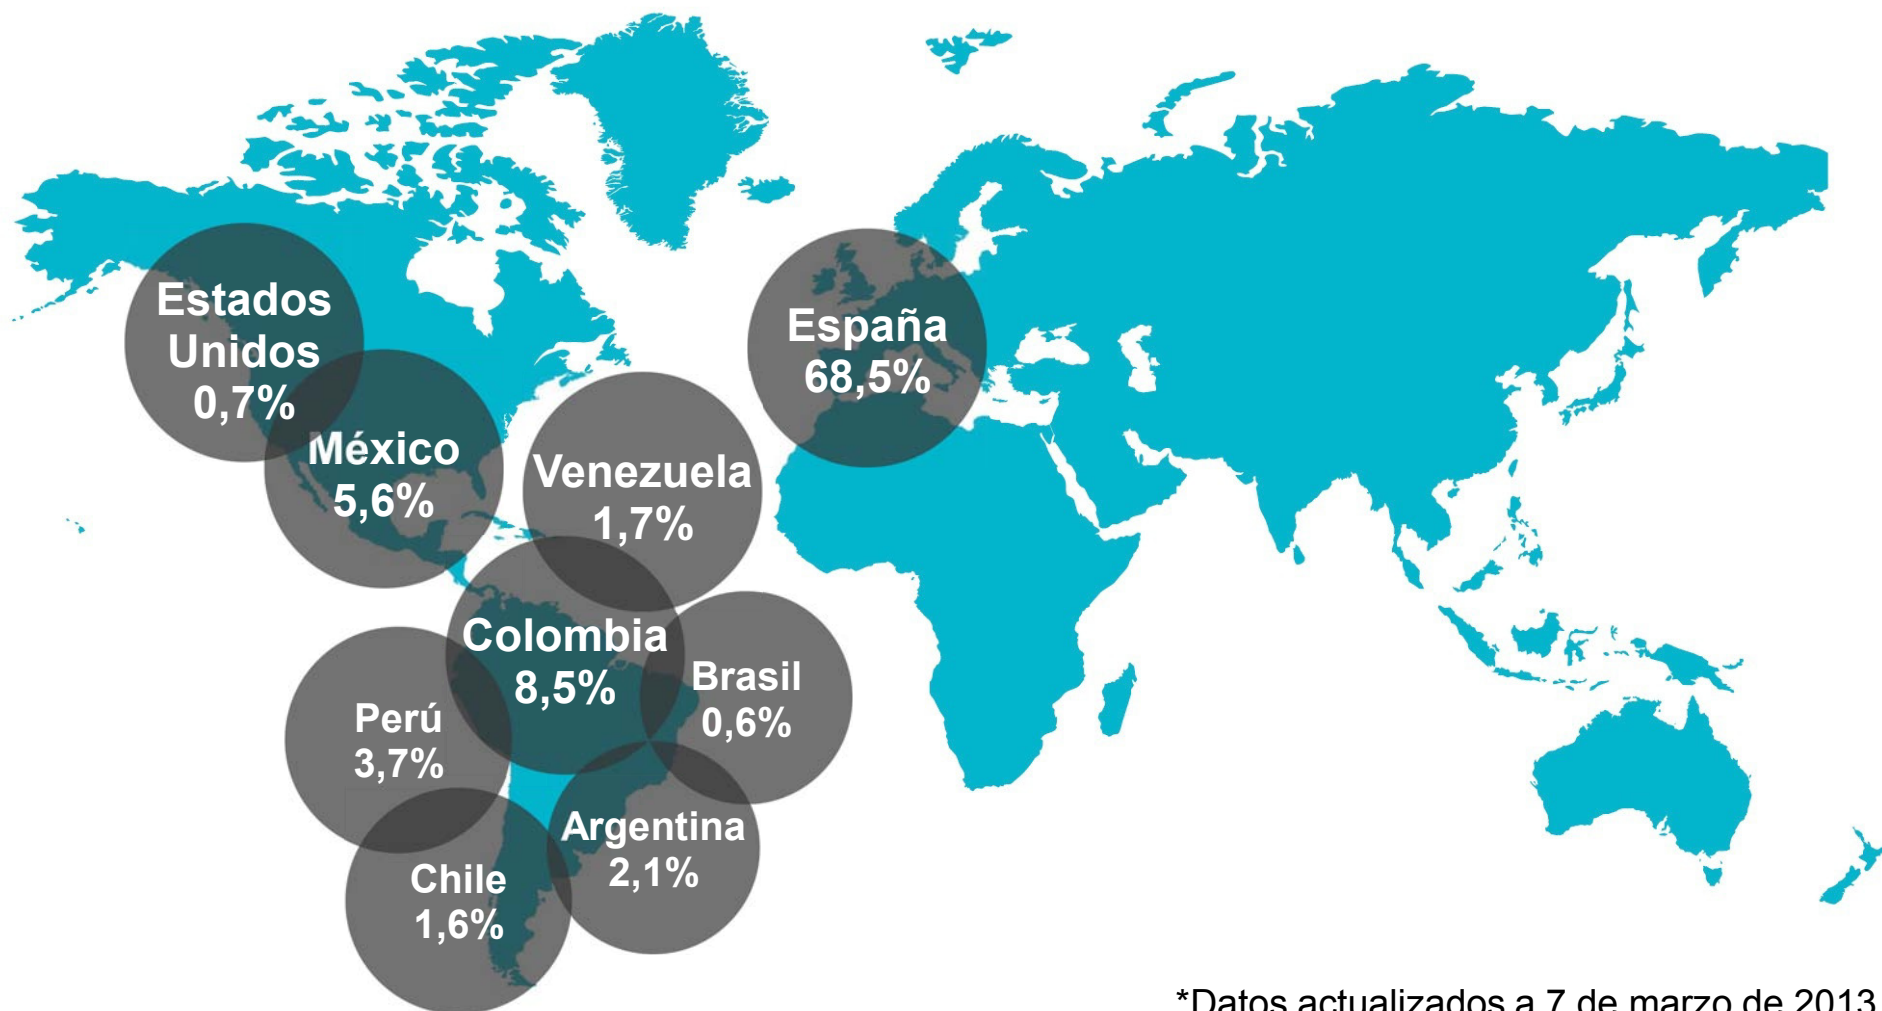 Estados
Unidos
0,7%
México
5,6%
Venezuela
1,7%
España
68,5%
Colombia
8,5%
Brasil
0,6%
Perú
3,7%
Argentina
2,1%
Chile
1,6%
*Datos actualizados a 7 de marzo de 2013